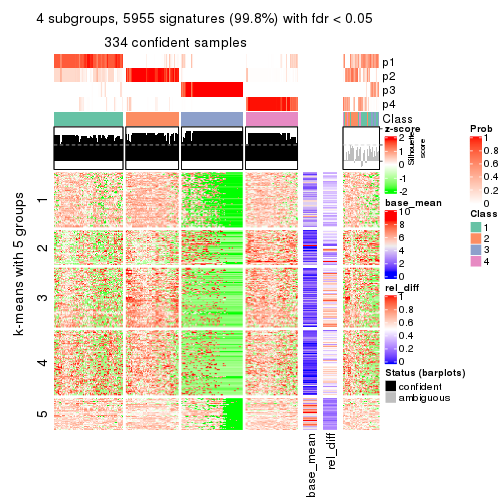 4 subgroups, 5955 signatures (99.8%) with fdr < 0.05
334 confident samples
p1
p2
p3
p4
Class
z-score
2
1
0
-1
-2
Silhouette
score
Prob
1
0.8
0.6
0.4
0.2
0
base_mean
10
8
6
4
2
0
Class
1
2
3
4
rel_diff
1
0.8
0.6
0.4
0.2
0
Status (barplots)
confident
ambiguous
k-means with 5 groups
1
2
3
4
5
base_mean
rel_diff